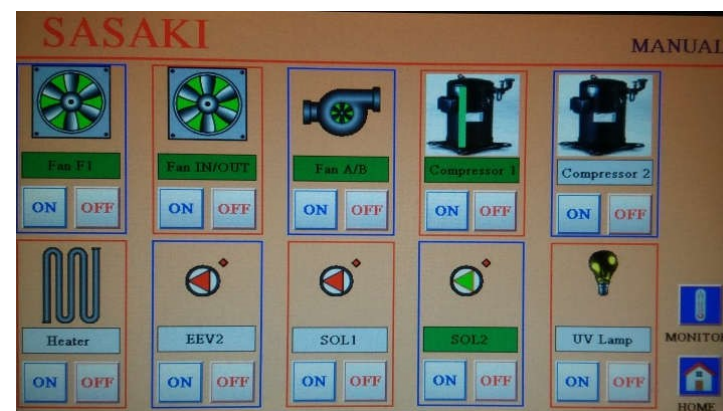 SASAKI
MANUAL
Fan F1
Fan IN/OUT
Fan A/B
Compressor 1
Compressor 2
ON OFF
ON OFF
ON OFF
ON OFF
ON OFF
Heater
EEV2
SOL1
SOL2
UV Lamp
MONITOR
ON OFF
ON OFF
ON OFF
ON OFF
ON OFF
HOME